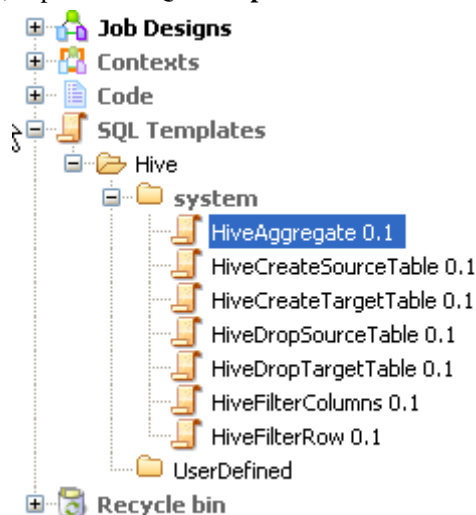 Job Designs
Contexts
Code
SQL Templates
Hive
system
HiveAggregate 0.1
HiveCreateSourceTable 0.1
HiveCreateTargetTable 0.1
HiveDropSourceTable 0.1
HiveDropTargetTable 0.1
HiveFilterColumns 0.1
HiveFilterRow 0.1
UserDefined
Recycle bin